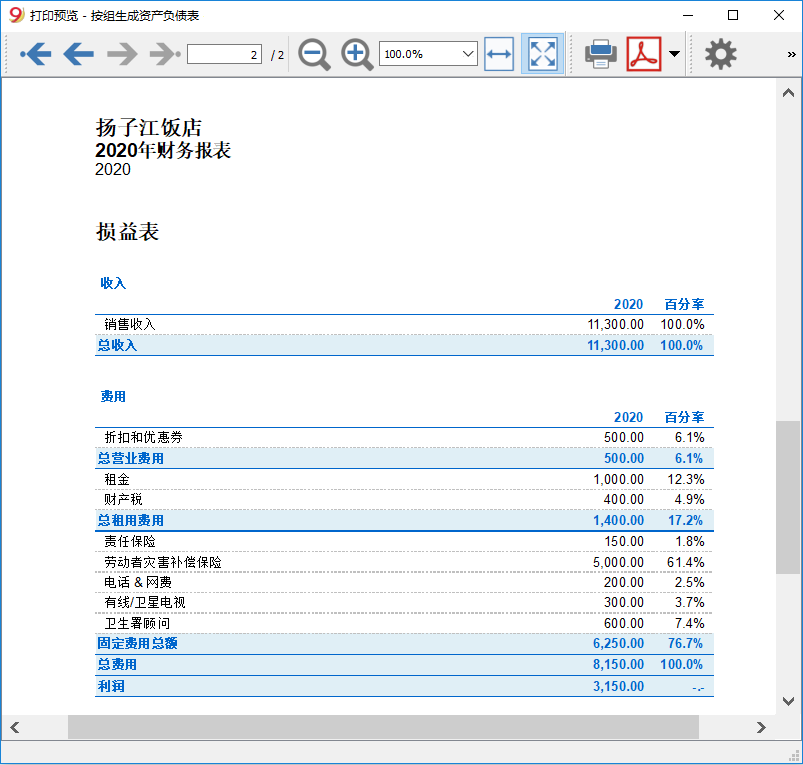 打印预览 - 按组生成资产负债表
2 / 2 100.0% »
扬子江饭店
2020年财务报表
2020
损益表
收入
2020 百分率
销售收入 11,300.00 100.0%
总收入 11,300.00 100.0%
费用
2020 百分率
折扣和优惠券 500.00 6.1%
总营业费用 500.00 6.1%
租金 1,000.00 12.3%
财产税 400.00 4.9%
总租用费用 1,400.00 17.2%
责任保险 150.00 1.8%
劳动者灾害补偿保险 5,000.00 61.4%
电话 & 网费 200.00 2.5%
有线/卫星电视 300.00 3.7%
卫生署顾问 600.00 7.4%
固定费用总额 6,250.00 76.7%
总费用 8,150.00 100.0%
利润 3,150.00 -.-